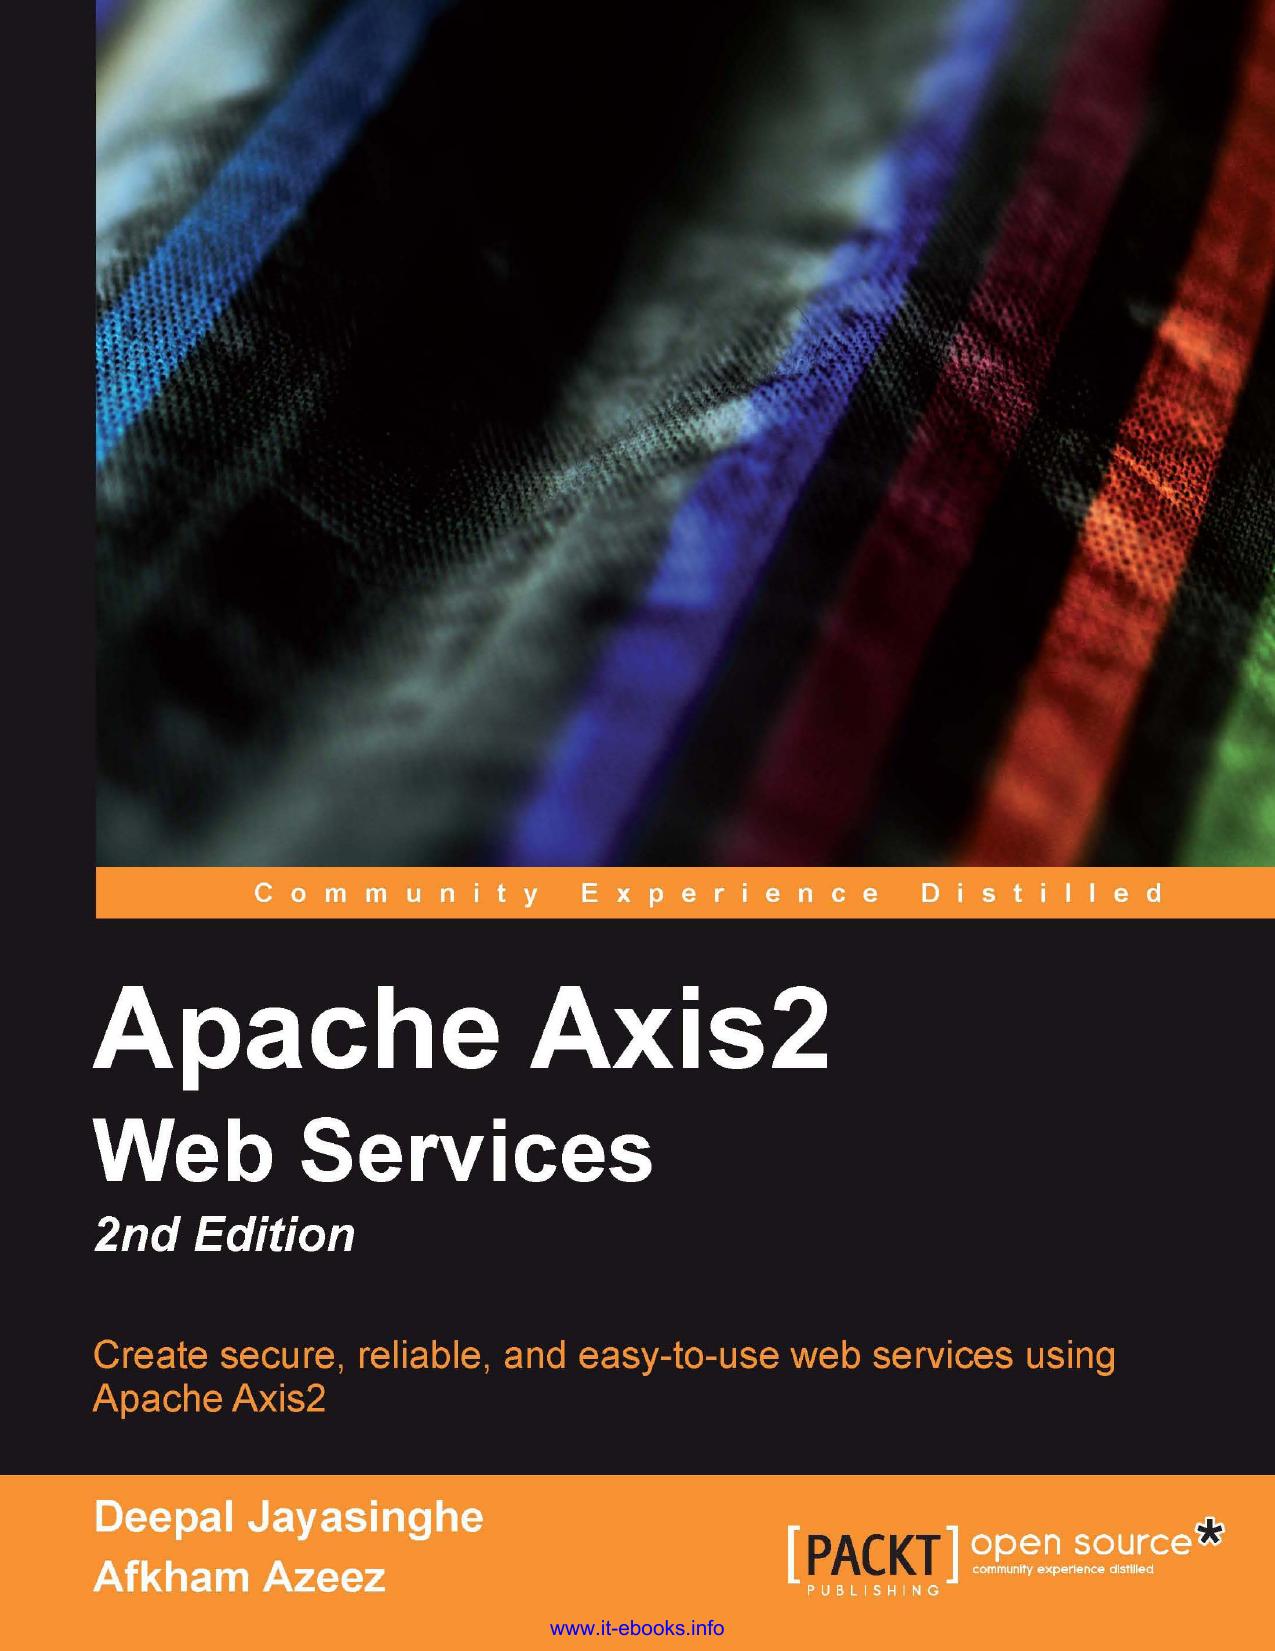 Community Experience Distilled
Apache Axis2
Web Services
2nd Edition
Create secure, reliable, and easy-to-use web services using
Apache Axis2
Deepal Jayasinghe
Afkham Azeez
[PACKT]
PUBLISHING
open source*
community experience distilled
www.it-ebooks.info